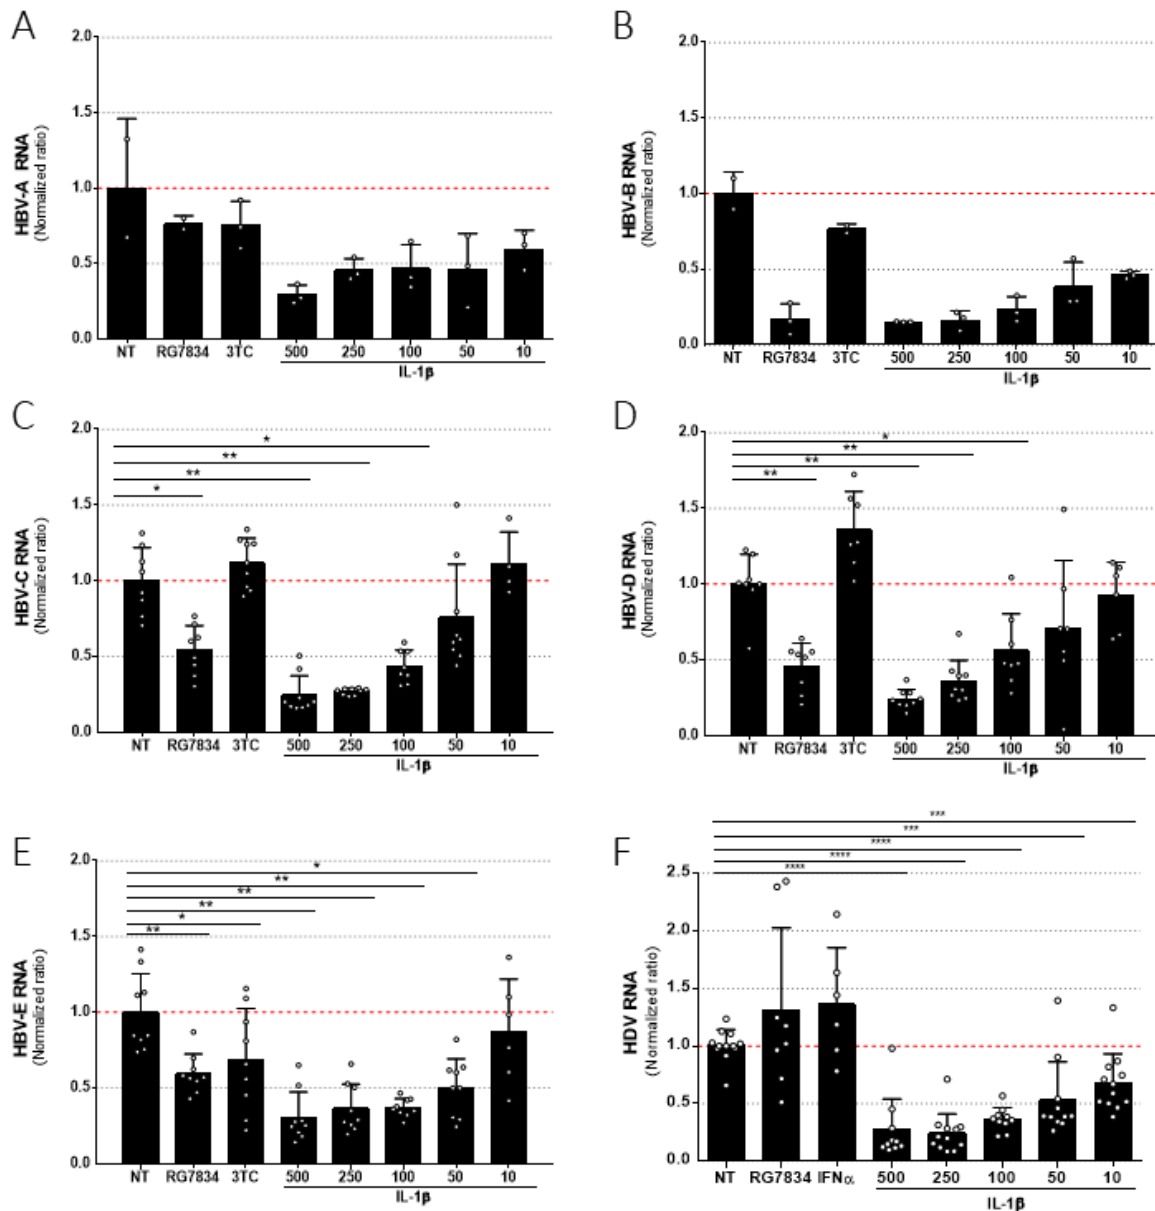 A
HBV-A RNA
(Normalized ratio)
2.0
1.5
1.0
0.5
0.0
NT RG7834 3TC 500 250 100 50 10
IL-1β
B
HBV-B RNA
(Normalized ratio)
2.0
1.5
1.0
0.5
0.0
NT RG7834 3TC 500 250 100 50 10
IL-1β
C
HBV-C RNA
(Normalized ratio)
2.0
1.5
1.0
0.5
0.0
*
**
**
*
NT RG7834 3TC 500 250 100 50 10
IL-1β
D
HBV-D RNA
(Normalized ratio)
2.0
1.5
1.0
0.5
0.0
*
**
**
**
NT RG7834 3TC 500 250 100 50 10
IL-1β
E
HBV-E RNA
(Normalized ratio)
2.0
1.5
1.0
0.5
0.0
*
**
**
**
*
**
NT RG7834 3TC 500 250 100 50 10
IL-1β
F
HDV RNA
(Normalized ratio)
2.5
2.0
1.5
1.0
0.5
0.0
***
***
****
****
****
NT RG7834 IFNα 500 250 100 50 10
IL-1β